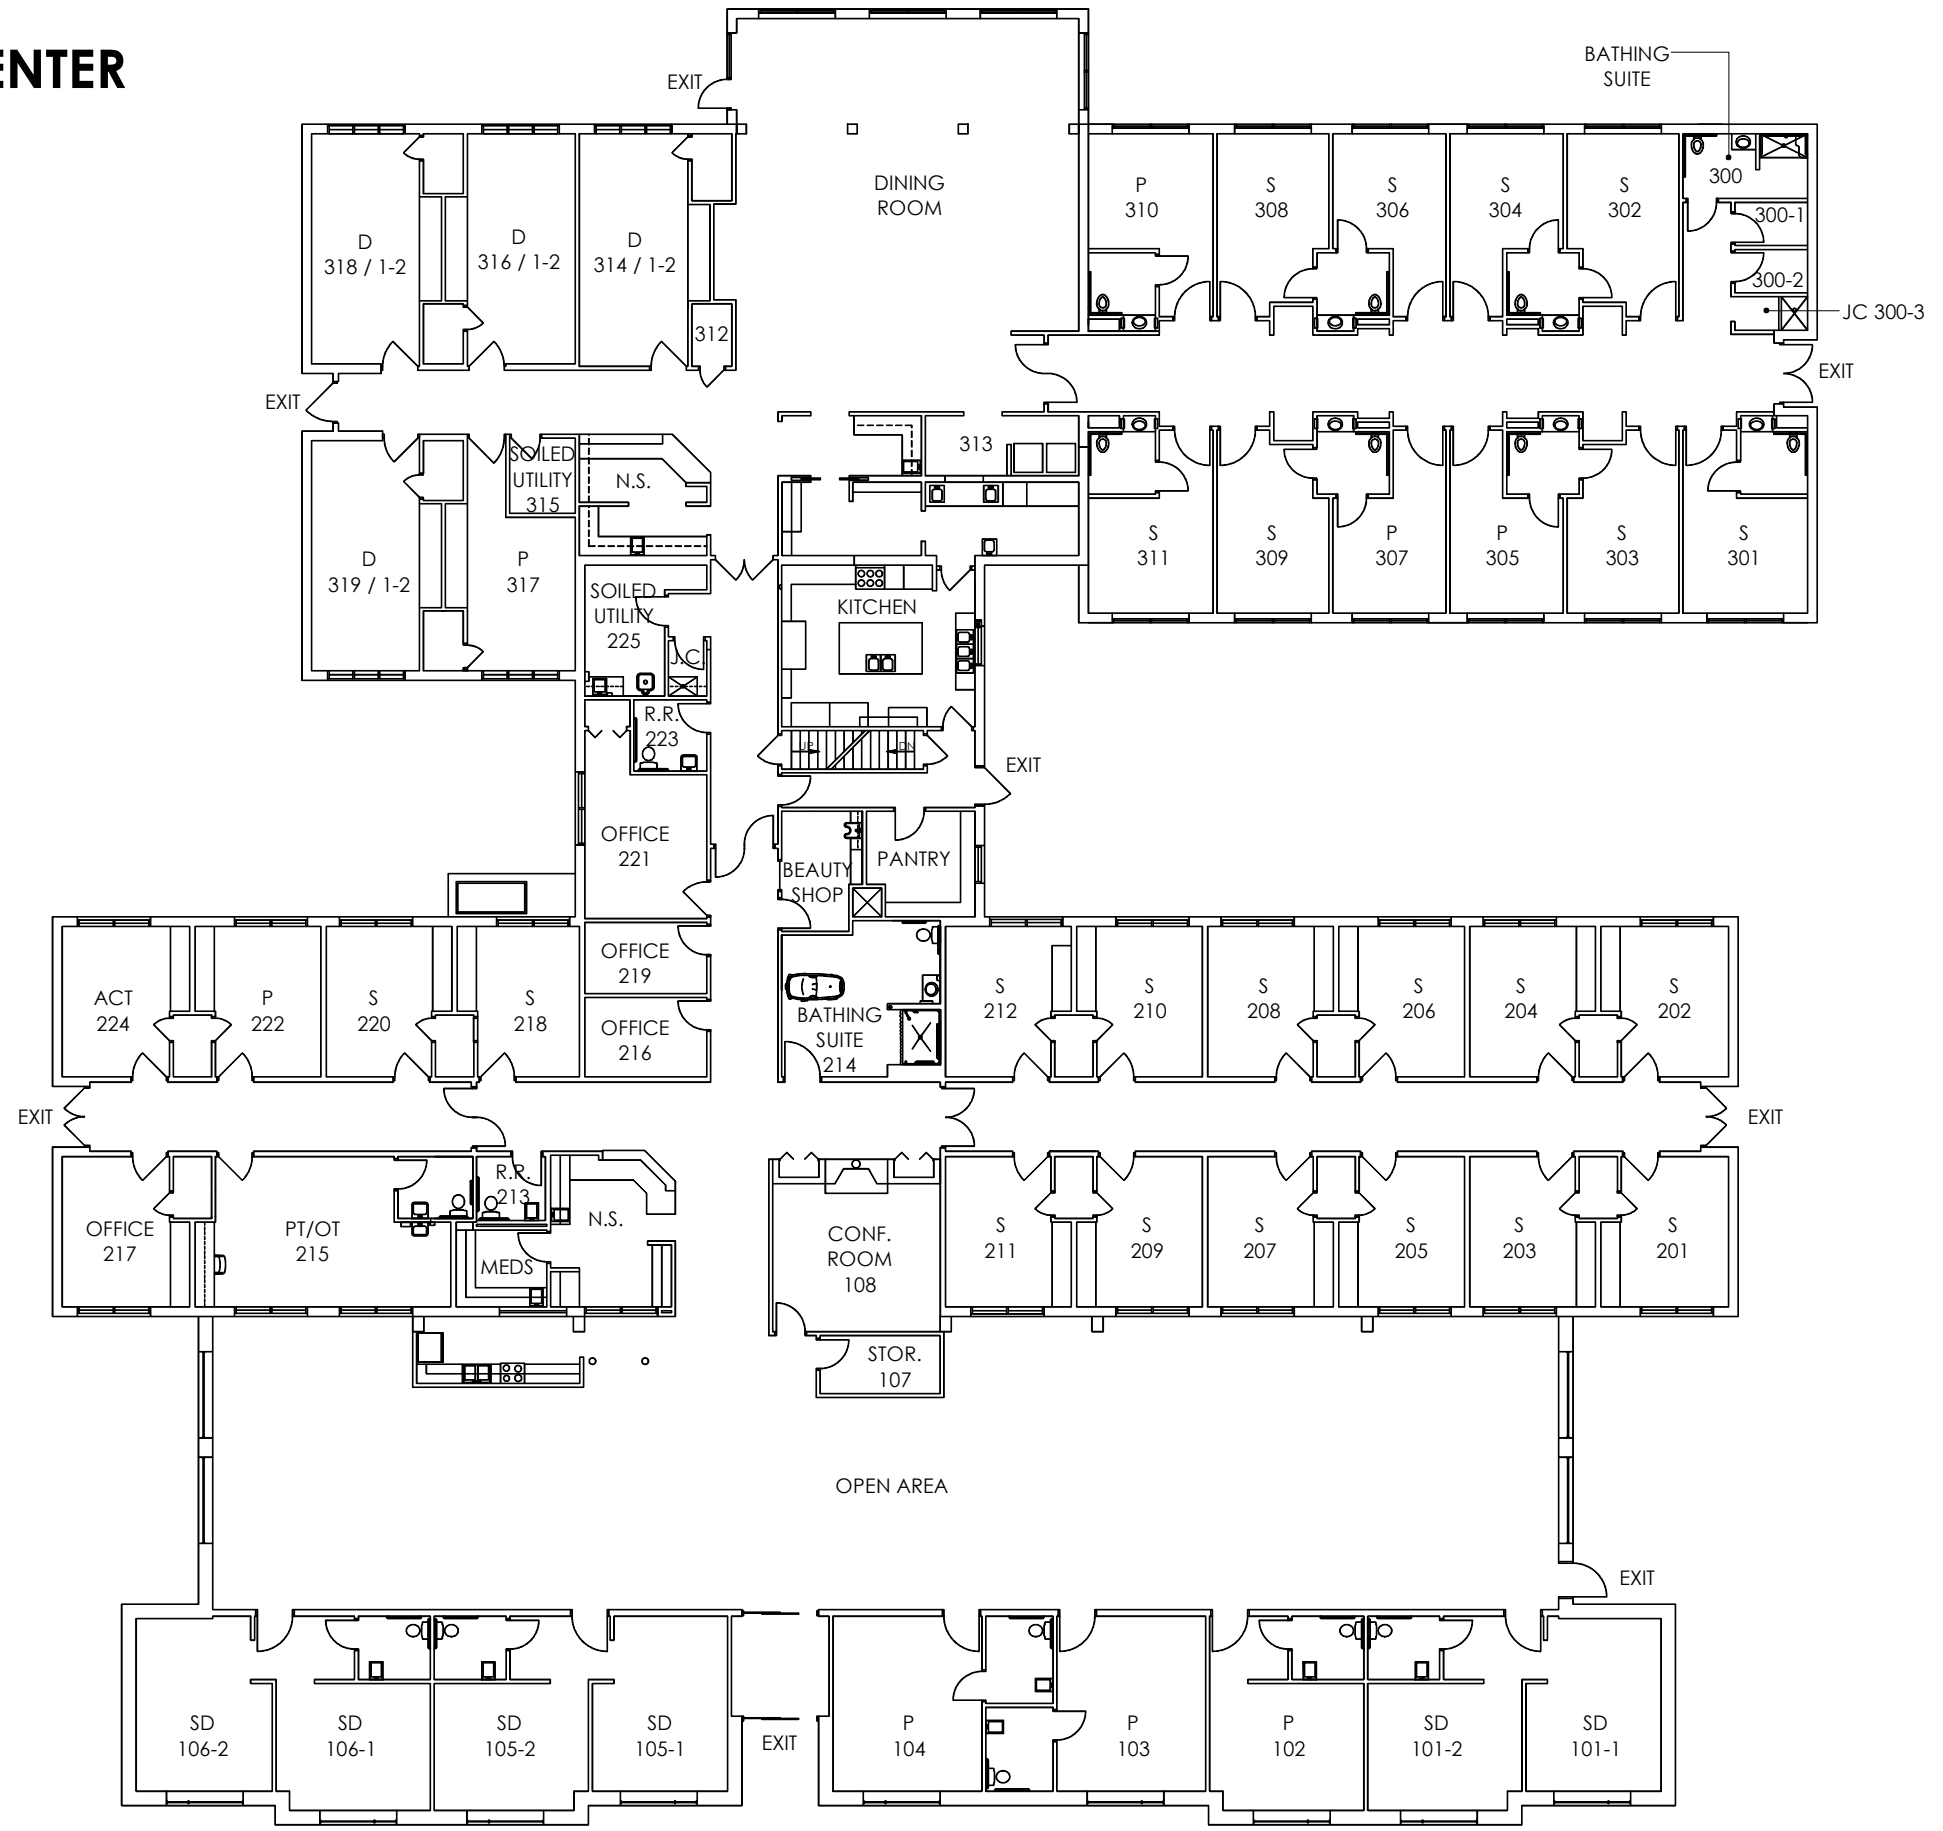 ENTER
EXIT
BATHING
SUITE
DINING
ROOM
D
318 / 1-2
D
316 / 1-2
D
314 / 1-2
312
P
310
S
308
S
306
S
304
S
302
300
300-1
300-2
JC 300-3
EXIT
EXIT
SOILED
UTILITY
315
N.S.
313
D
319 / 1-2
P
317
S
311
S
309
P
307
P
305
S
303
S
301
SOILED
UTILITY
225
J.C.
KITCHEN
R.R.
223
UP
DN
EXIT
OFFICE
221
BEAUTY
SHOP
PANTRY
OFFICE
219
OFFICE
216
ACT
224
P
222
S
220
S
218
BATHING
SUITE
214
S
212
S
210
S
208
S
206
S
204
S
202
EXIT
EXIT
OFFICE
217
PT/OT
215
R.R.
213
MEDS
N.S.
CONF.
ROOM
108
S
211
S
209
S
207
S
205
S
203
S
201
STOR.
107
OPEN AREA
EXIT
SD
106-2
SD
106-1
SD
105-2
SD
105-1
EXIT
P
104
P
103
P
102
SD
101-2
SD
101-1